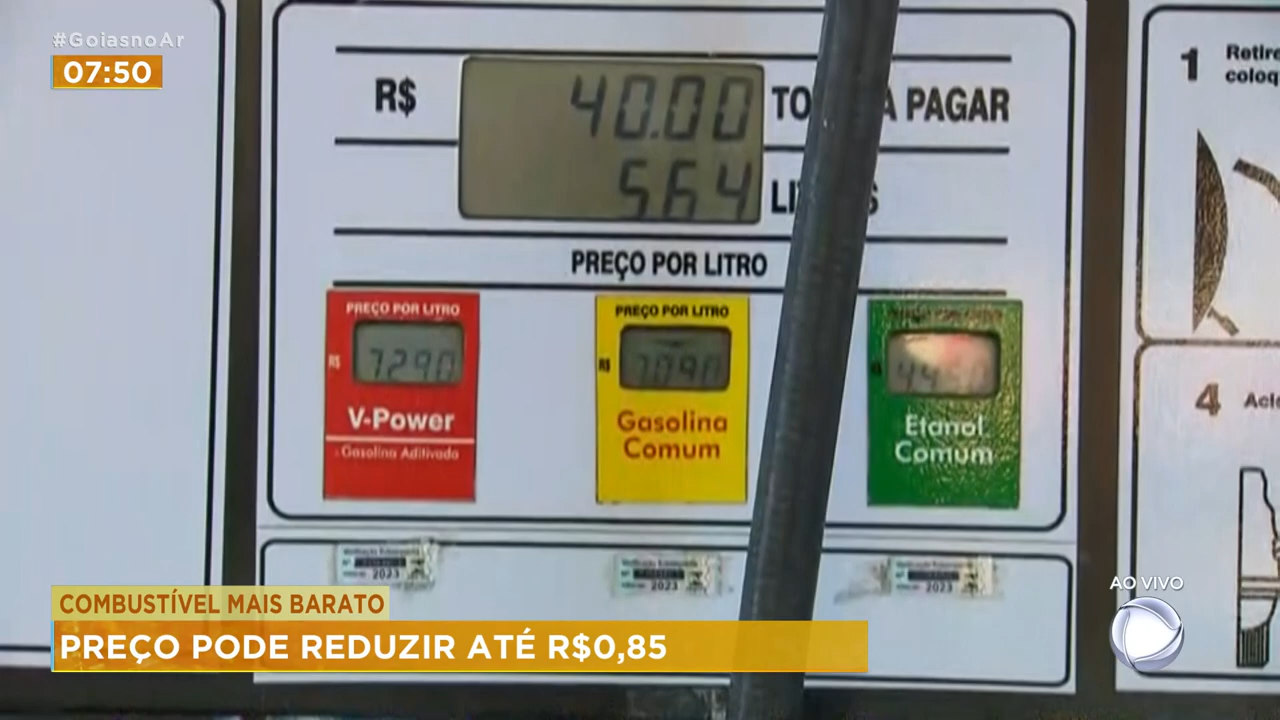 #GoiasnoAr
07:50
R$ 40.00
PAGAR
5.64
PREÇO POR LITRO
PREÇO POR LITRO
R$ 7.290
V-Power
Gasolina Aditivada
PREÇO POR LITRO
R$ 7.090
Gasolina
Comum
Etanol
Comum
1
4
2023
2023
2023
COMBUSTÍVEL MAIS BARATO
PREÇO PODE REDUZIR ATÉ R$0,85
AO VIVO